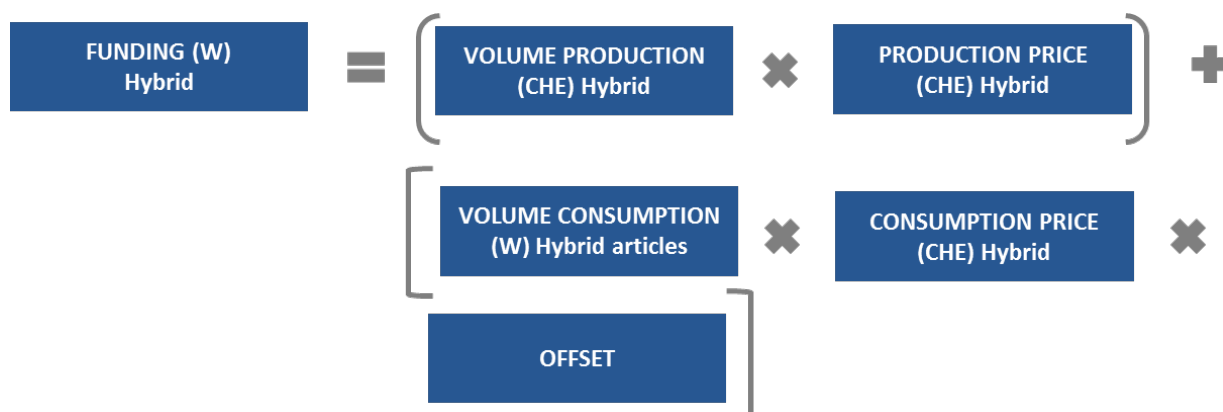 FUNDING (W)
Hybrid
=
VOLUME PRODUCTION
(CHE) Hybrid
✖
PRODUCTION PRICE
(CHE) Hybrid
+
VOLUME CONSUMPTION
(W) Hybrid articles
✖
CONSUMPTION PRICE
(CHE) Hybrid
✖
OFFSET